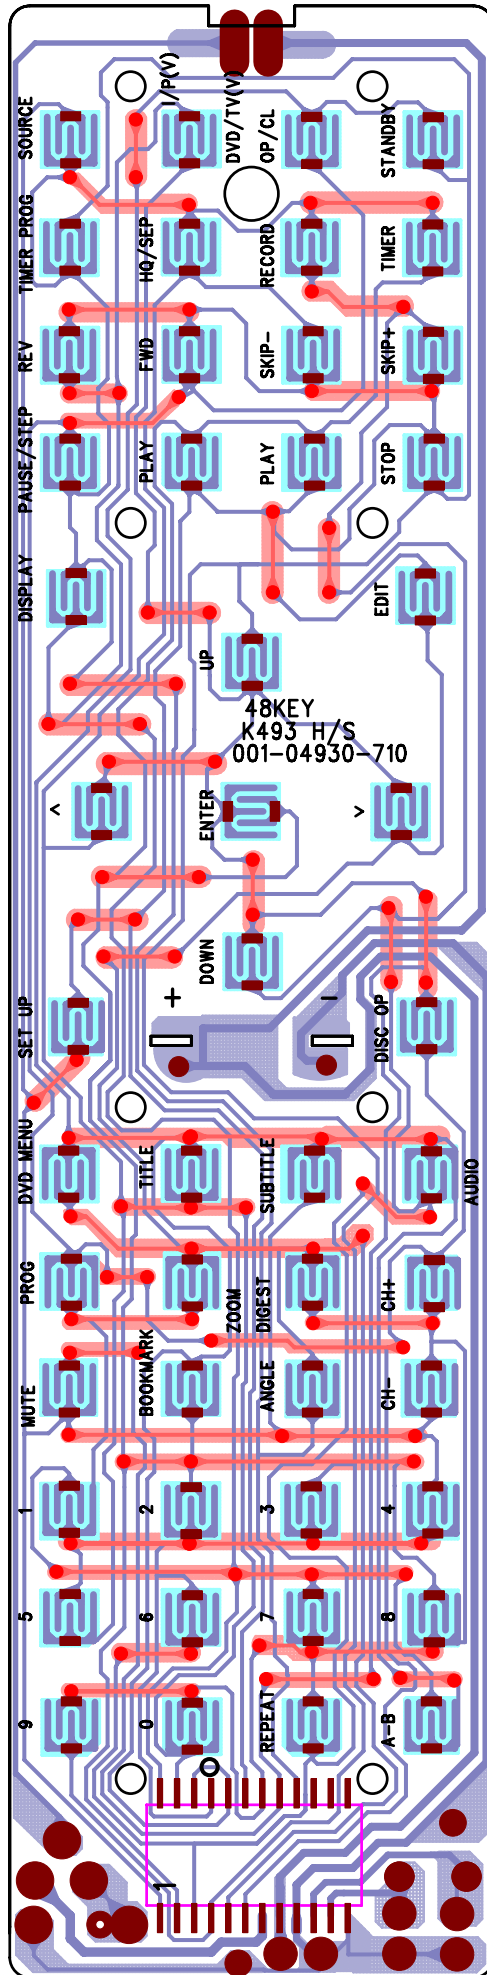 SOURCE
I/P(V)
DVD/TV(V)
OP/CL
STANDBY
TIMER PROG
HQ/SEP
RECORD
TIMER
REV
FWD
SKIP-
SKIP+
PAUSE/STEP
PLAY
PLAY
STOP
DISPLAY
EDIT
UP
48KEY
K493 H/S
001-04930-710
<
ENTER
>
DOWN
SET UP
+
-
DISC OP
DVD MENU
TITLE
SUBTITLE
AUDIO
PROG
ZOOM
DIGEST
CH+
MUTE
BOOKMARK
ANGLE
CH-
1
2
3
4
5
6
7
8
9
0
REPEAT
A-B
1